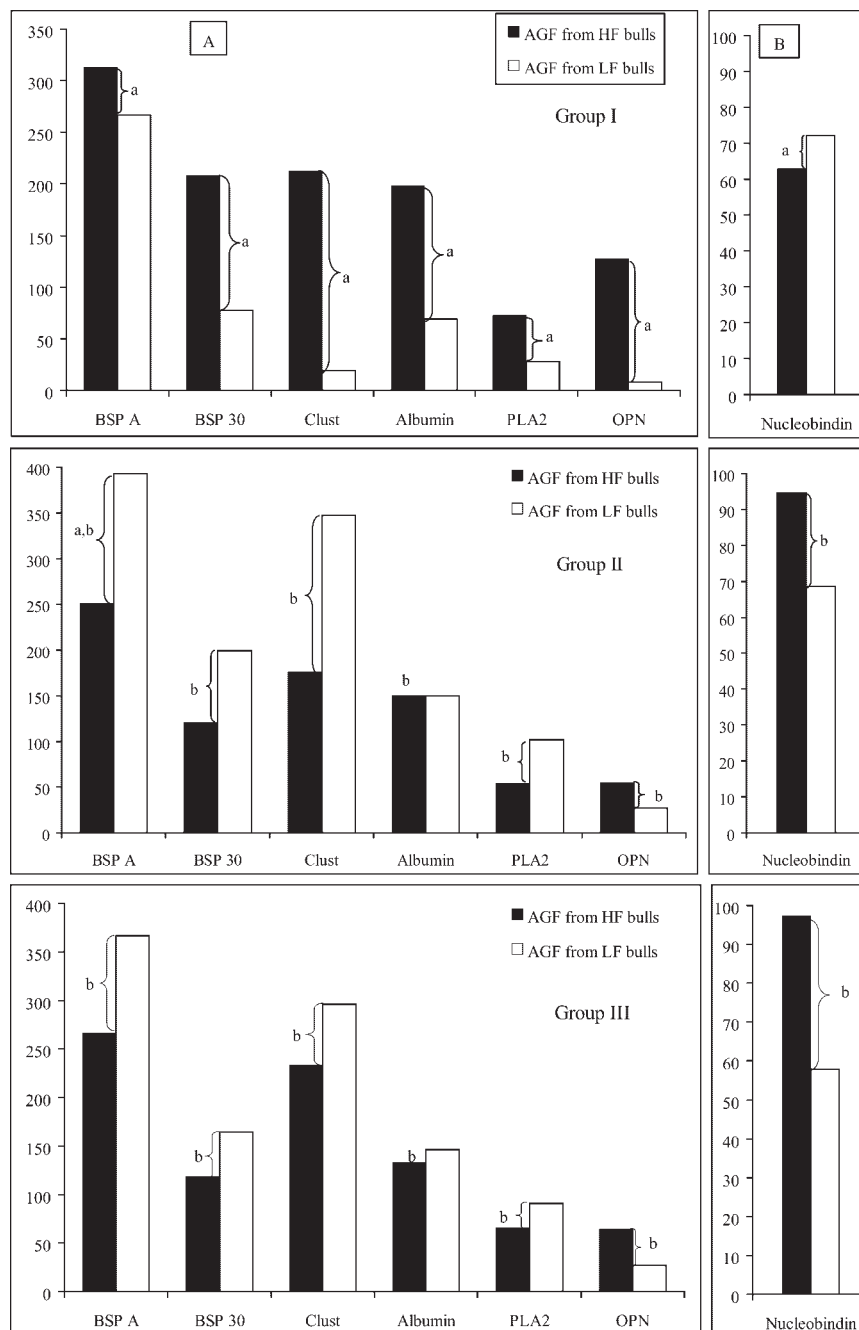 350
300
250
200
150
100
50
0
A
AGF from HF bulls
AGF from LF bulls
Group I
a
a
a
a
a
a
BSP A BSP 30 Clust Albumin PLA2 OPN
B
100
90
80
70
60
50
40
30
20
10
0
a
Nucleobindin
400
350
300
250
200
150
100
50
0
AGF from HF bulls
AGF from LF bulls
Group II
a,b
b
b
b
b
b
BSP A BSP 30 Clust Albumin PLA2 OPN
100
90
80
70
60
50
40
30
20
10
0
b
Nucleobindin
400
350
300
250
200
150
100
50
0
AGF from HF bulls
AGF from LF bulls
Group III
b
b
b
b
b
b
BSP A BSP 30 Clust Albumin PLA2 OPN
100
90
80
70
60
50
40
30
20
10
0
b
Nucleobindin